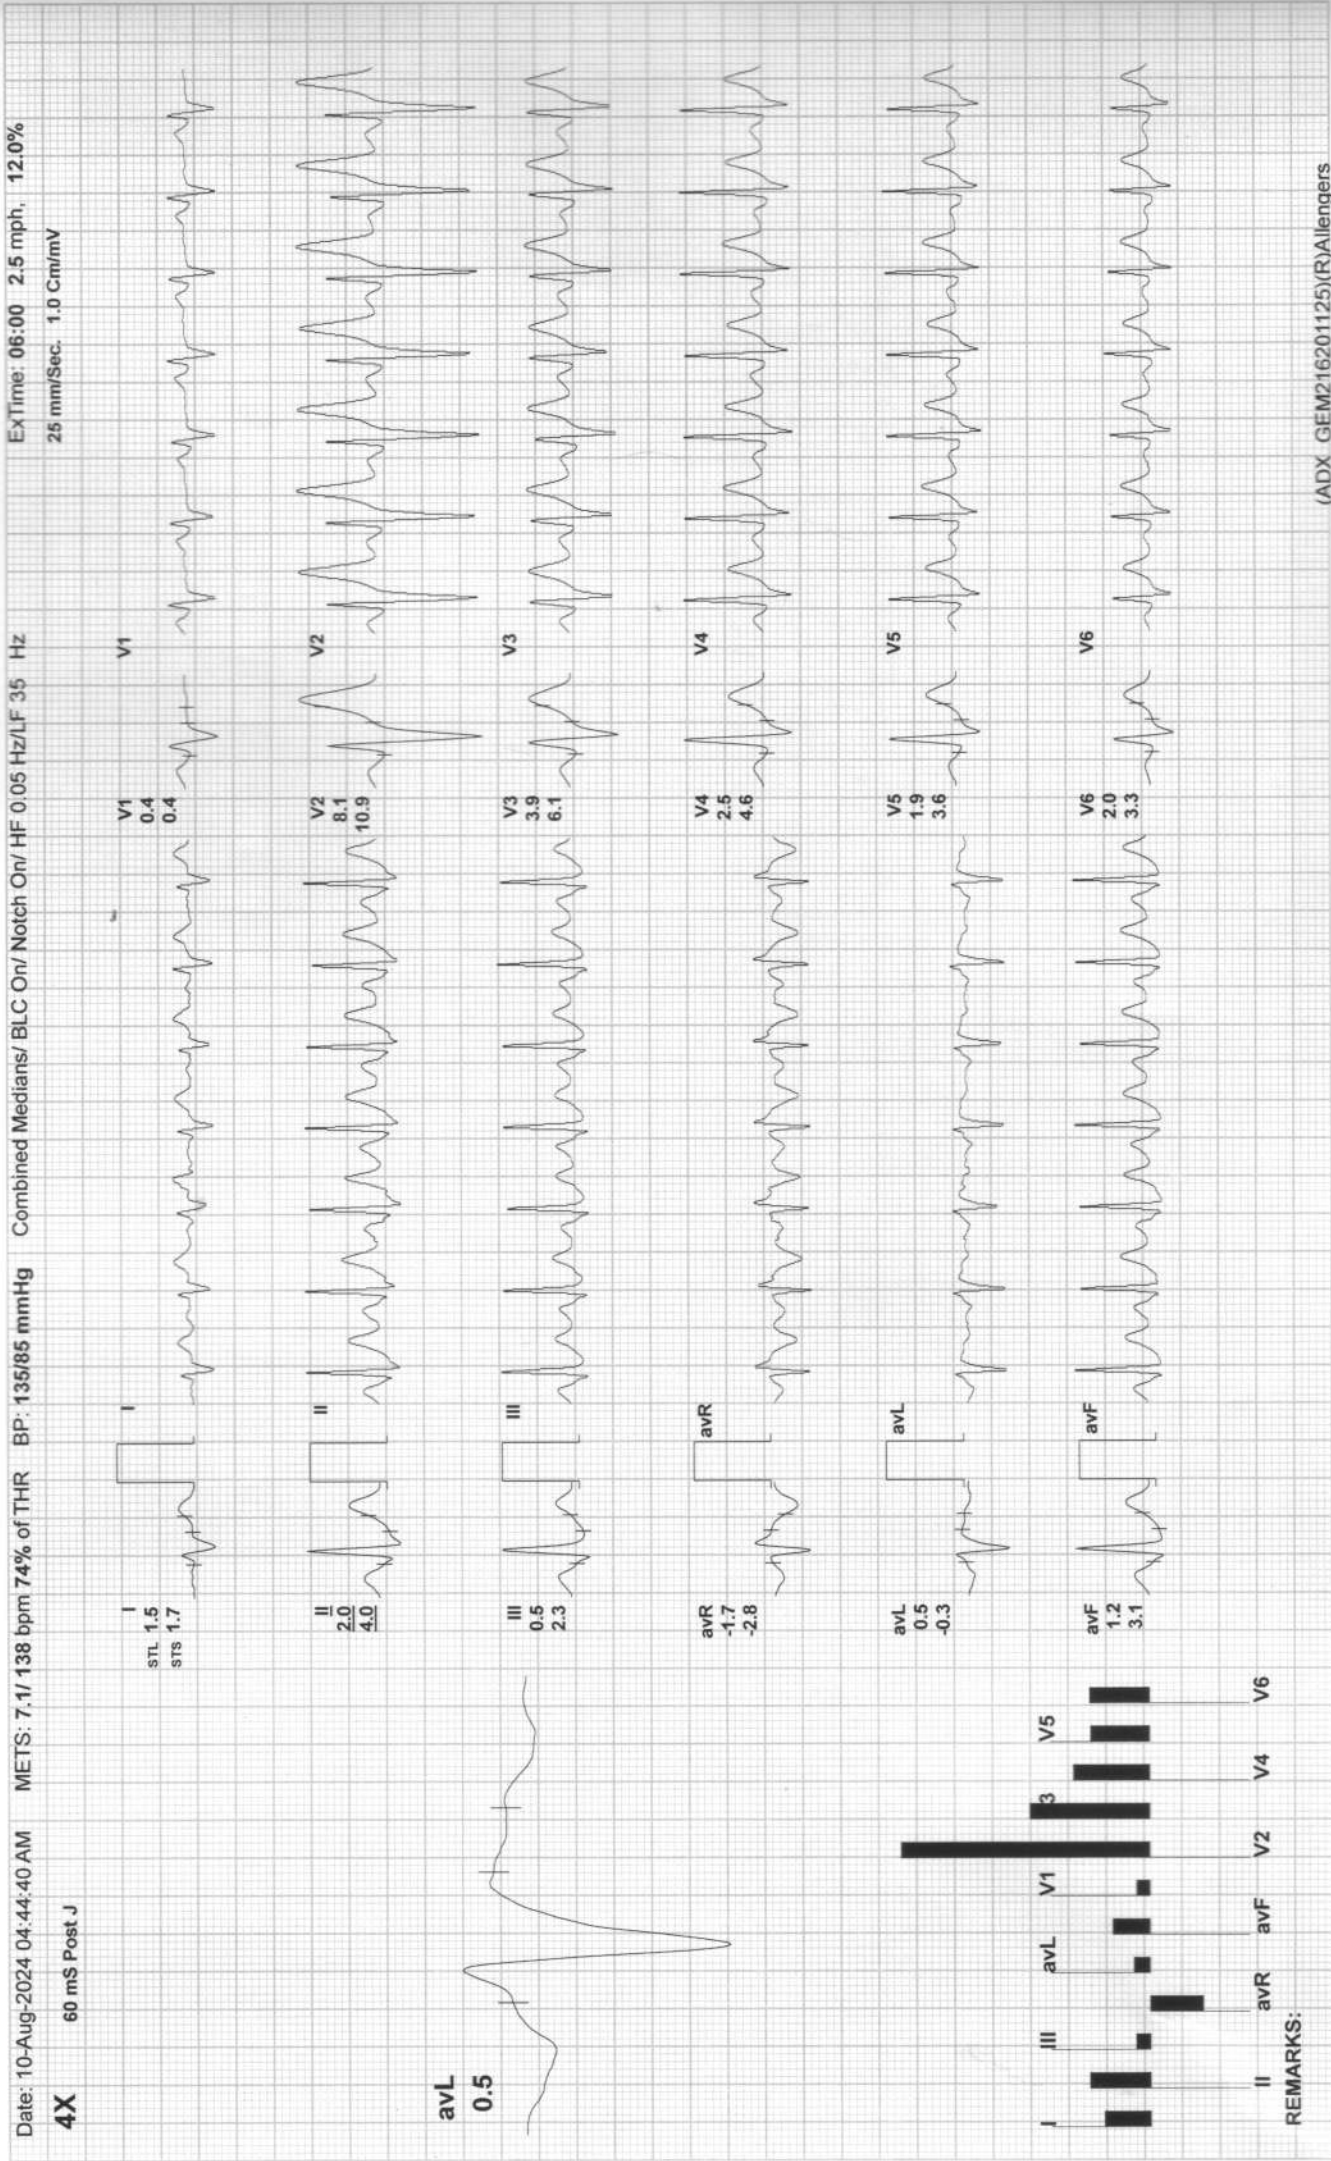 Date: 10-Aug-2024 04:44:40 AM METS: 7.1/ 138 bpm 74% of THR BP: 135/85 mmHg Combined Medians/ BLC On/ Notch On/ HF 0.05 Hz/LF 35 Hz ExTime: 06:00 2.5 mph, 12.0%
4X 60 mS Post J 25 mm/Sec. 1.0 Cm/mV
avL
0.5
I
STL 1.5
STS 1.7
I
V1
0.4
0.4
V1
II
2.0
4.0
II
V2
8.1
10.9
V2
III
0.5
2.3
III
V3
3.9
6.1
V3
avR
-1.7
-2.8
avR
V4
2.5
4.6
V4
avL
0.5
-0.3
avL
V5
1.9
3.6
V5
avF
1.2
3.1
avF
V6
2.0
3.3
V6
I III avL V1 3 V5
II avR avF V2 V4 V6
REMARKS:
(ADX_GEM216201125)(R)Allengers